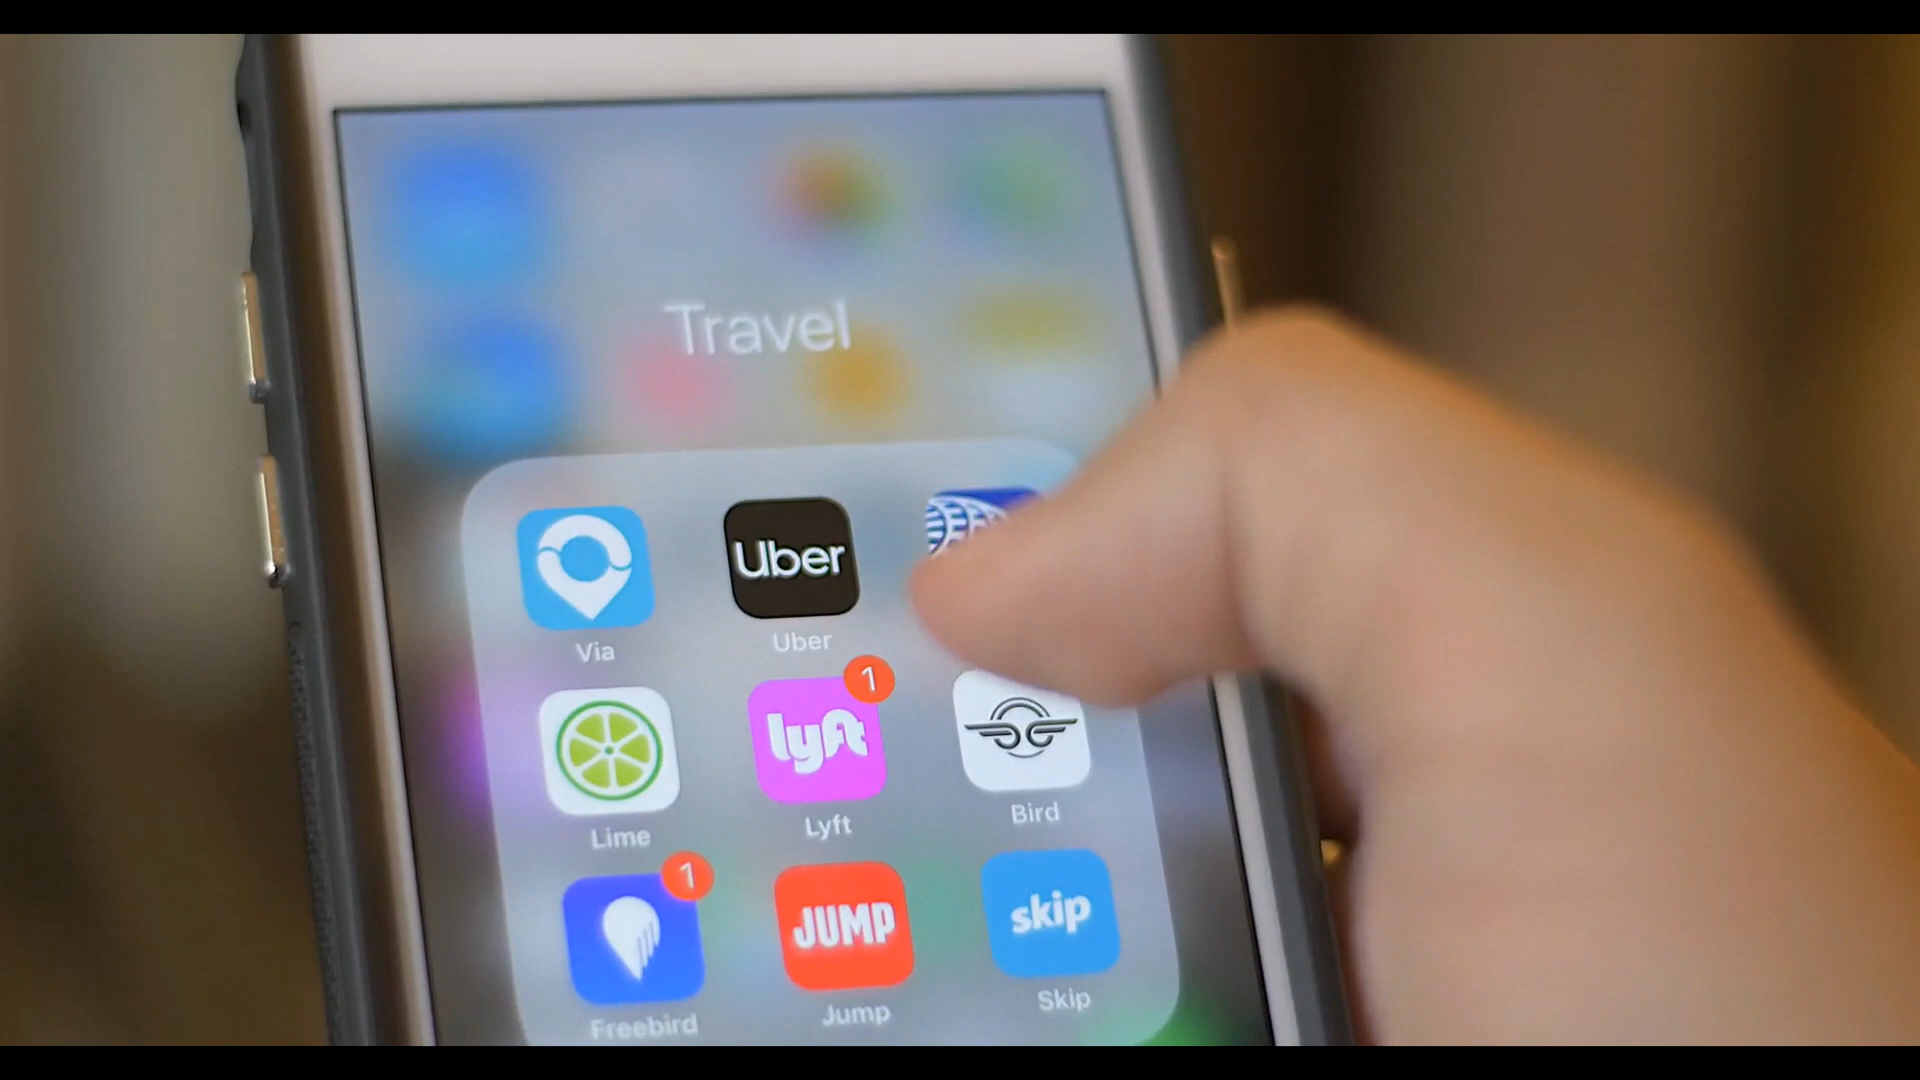 Travel
Uber
Via
Uber
1
lyft
Lime
Lyft
Bird
1
JUMP
skip
Freebird
Jump
Skip